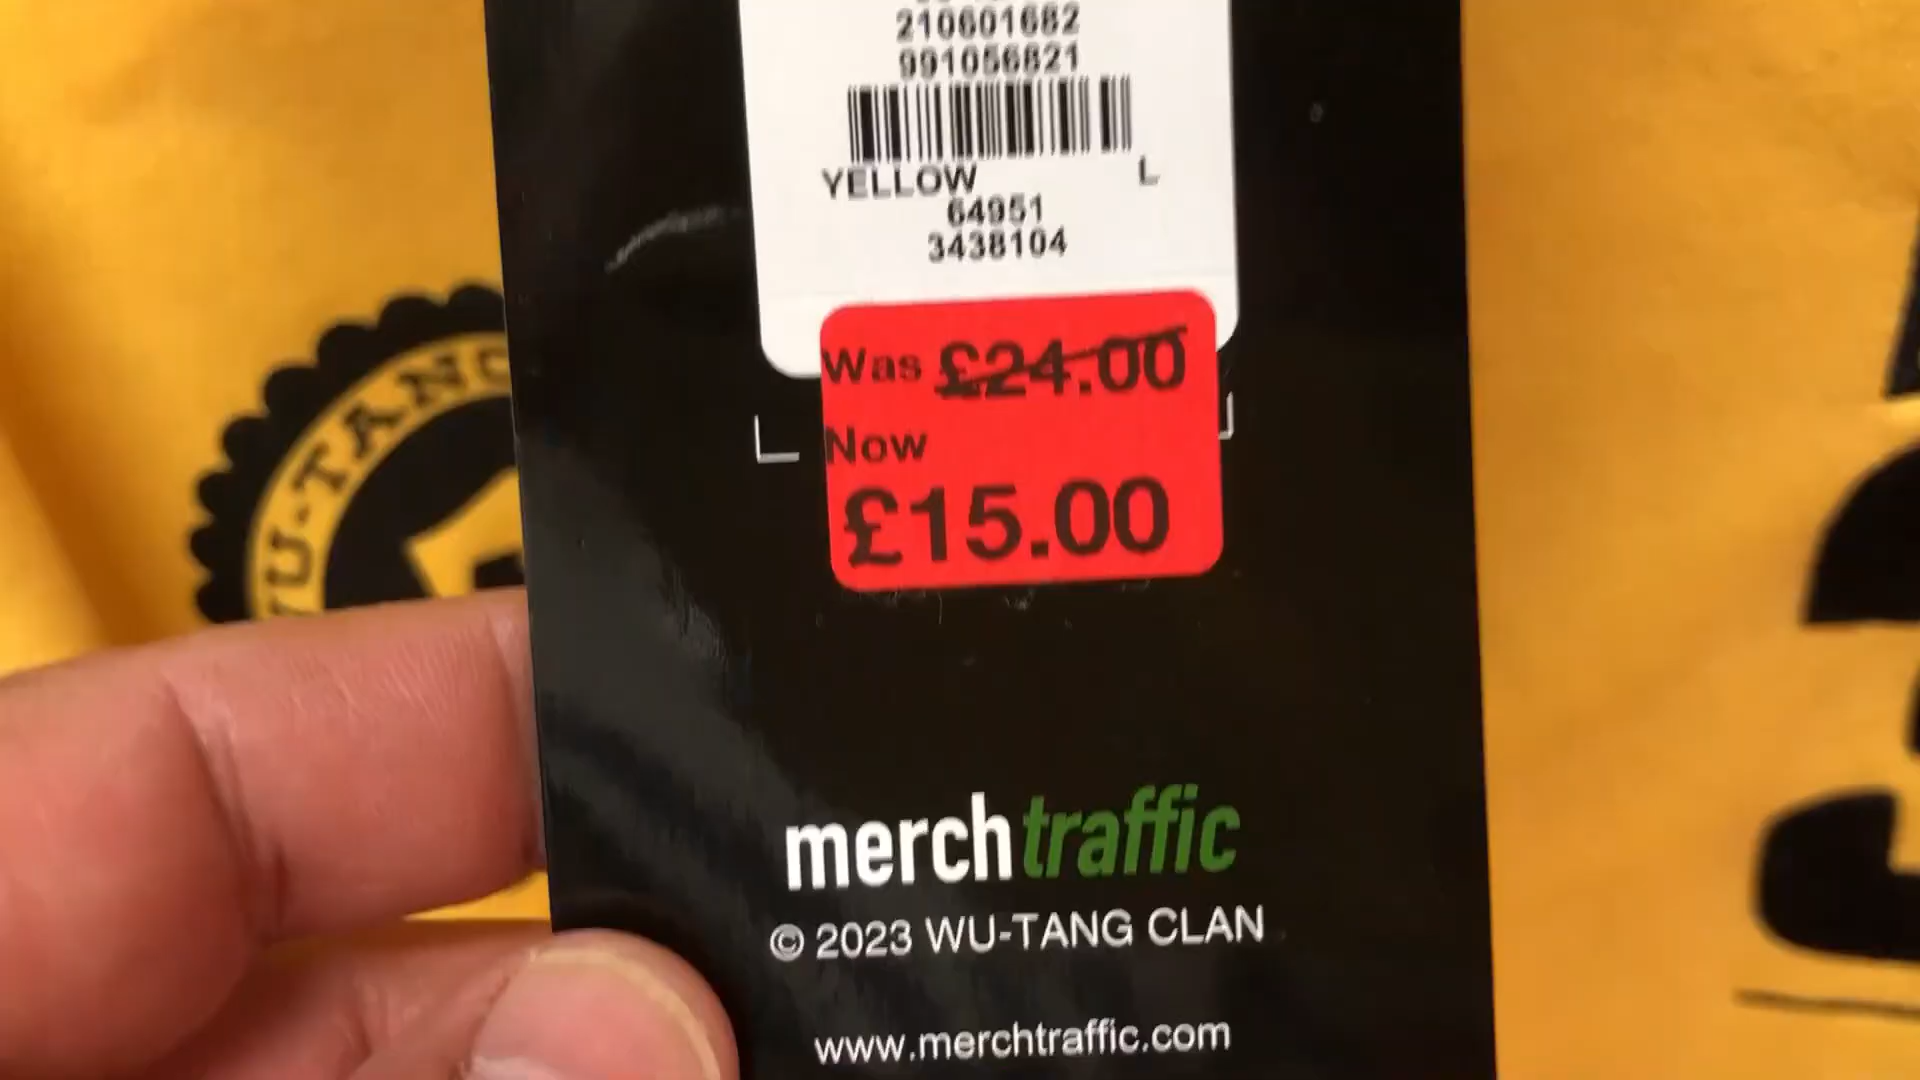 210601682
991056821
YELLOW L
64951
3438104
Was £24.00
Now
£15.00
merchtraffic
© 2023 WU-TANG CLAN
www.merchtraffic.com
WU-TANG